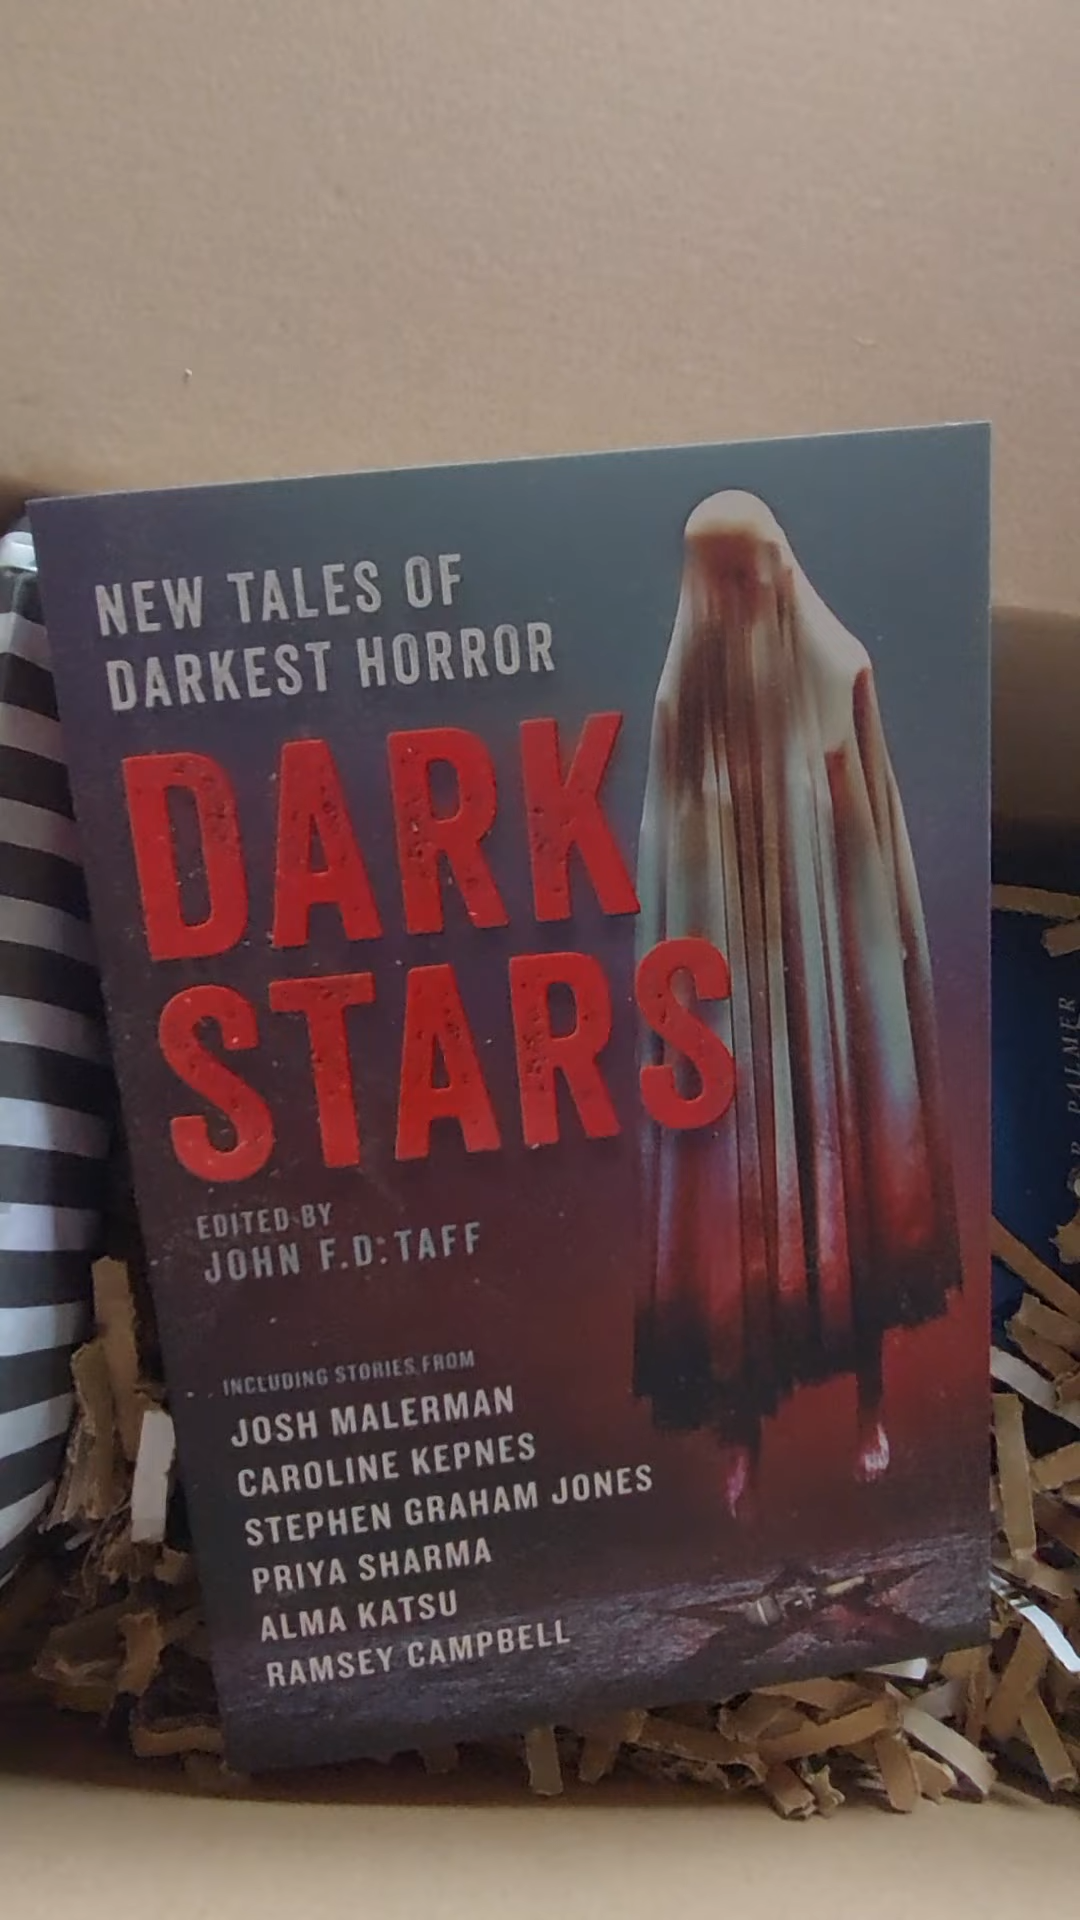 NEW TALES OF
DARKEST HORROR
DARK
STARS
EDITED BY
JOHN F.D. TAFF
INCLUDING STORIES FROM
JOSH MALERMAN
CAROLINE KEPNES
STEPHEN GRAHAM JONES
PRIYA SHARMA
ALMA KATSU
RAMSEY CAMPBELL
PALMER